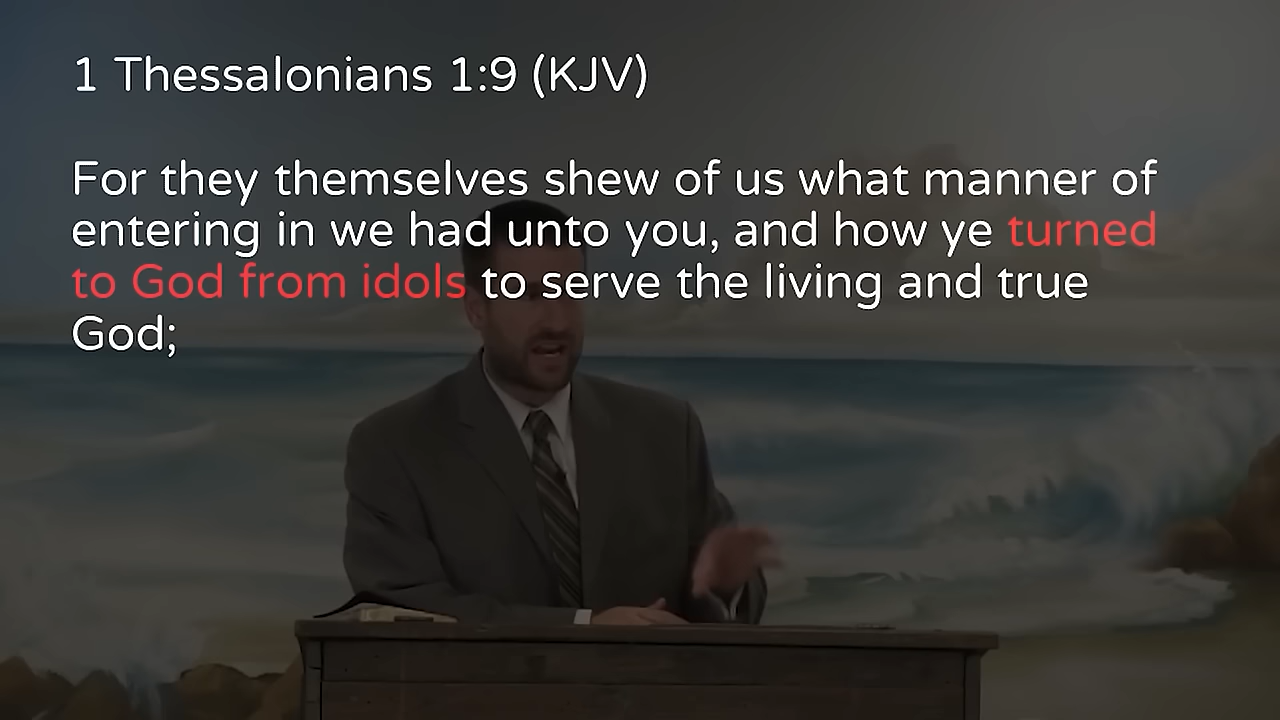 1 Thessalonians 1:9 (KJV)
For they themselves shew of us what manner of
entering in we had unto you, and how ye turned
to God from idols to serve the living and true
God;